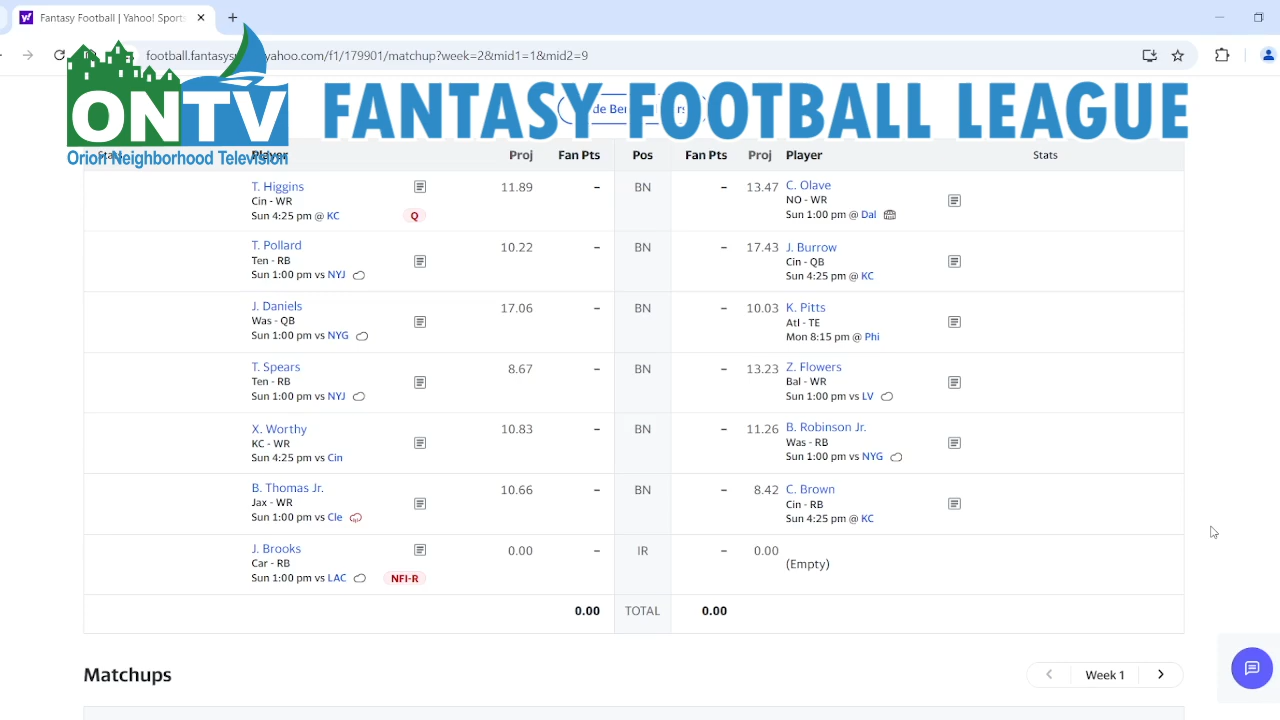 Fantasy Football | Yahoo! Sports
football.fantasysp yahoo.com/f1/179901/matchup?week=2&mid1=1&mid2=9
ONTV
Orion Neighborhood Television
FANTASY FOOTBALL LEAGUE
Player Proj Fan Pts Pos Fan Pts Proj Player Stats
T. Higgins 11.89 – BN – 13.47 C. Olave
Cin - WR NO - WR
Sun 4:25 pm @ KC Q Sun 1:00 pm @ Dal
T. Pollard 10.22 – BN – 17.43 J. Burrow
Ten - RB Cin - QB
Sun 1:00 pm vs NYJ Sun 4:25 pm @ KC
J. Daniels 17.06 – BN – 10.03 K. Pitts
Was - QB Atl - TE
Sun 1:00 pm vs NYG Mon 8:15 pm @ Phi
T. Spears 8.67 – BN – 13.23 Z. Flowers
Ten - RB Bal - WR
Sun 1:00 pm vs NYJ Sun 1:00 pm vs LV
X. Worthy 10.83 – BN – 11.26 B. Robinson Jr.
KC - WR Was - RB
Sun 4:25 pm vs Cin Sun 1:00 pm vs NYG
B. Thomas Jr. 10.66 – BN – 8.42 C. Brown
Jax - WR Cin - RB
Sun 1:00 pm vs Cle Sun 4:25 pm @ KC
J. Brooks 0.00 – IR – 0.00
Car - RB (Empty)
Sun 1:00 pm vs LAC NFI-R
0.00 TOTAL 0.00
Matchups Week 1